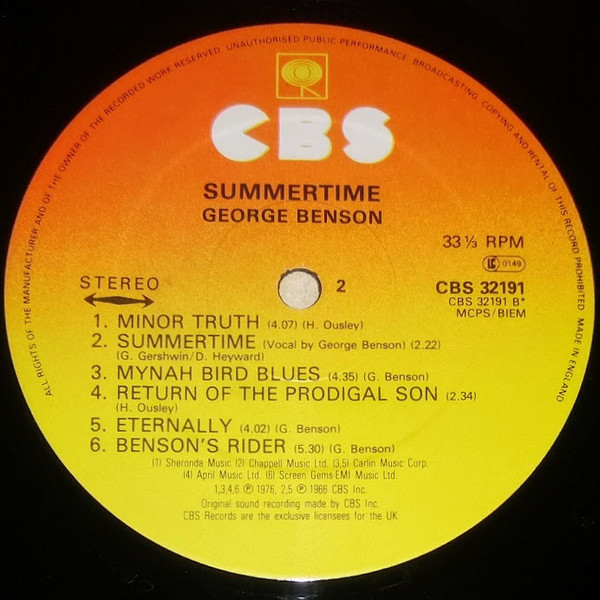 ALL RIGHTS OF THE MANUFACTURER AND OF THE OWNER OF THE RECORDED WORK RESERVED. UNAUTHORISED PUBLIC PERFORMANCE, BROADCASTING, COPYING AND RENTAL OF THIS RECORD PROHIBITED. MADE IN ENGLAND
CBS
SUMMERTIME
GEORGE BENSON
33⅓ RPM
LC 0149
STEREO
2
CBS 32191
CBS 32191 B*
MCPS/BIEM
1. MINOR TRUTH (4.07) (H. Ousley)
2. SUMMERTIME (Vocal by George Benson) (2.22)
(G. Gershwin/D. Heyward)
3. MYNAH BIRD BLUES (4.35) (G. Benson)
4. RETURN OF THE PRODIGAL SON (2.34)
(H. Ousley)
5. ETERNALLY (4.02) (G. Benson)
6. BENSON'S RIDER (5.30) (G. Benson)
(1) Sheronda Music (2) Chappell Music Ltd. (3,5) Carlin Music Corp.
(4) April Music Ltd. (6) Screen Gems-EMI Music Ltd.
1,3,4,6 ℗ 1976, 2,5 ℗ 1966 CBS Inc.
Original sound recording made by CBS Inc.
CBS Records are the exclusive licensees for the UK